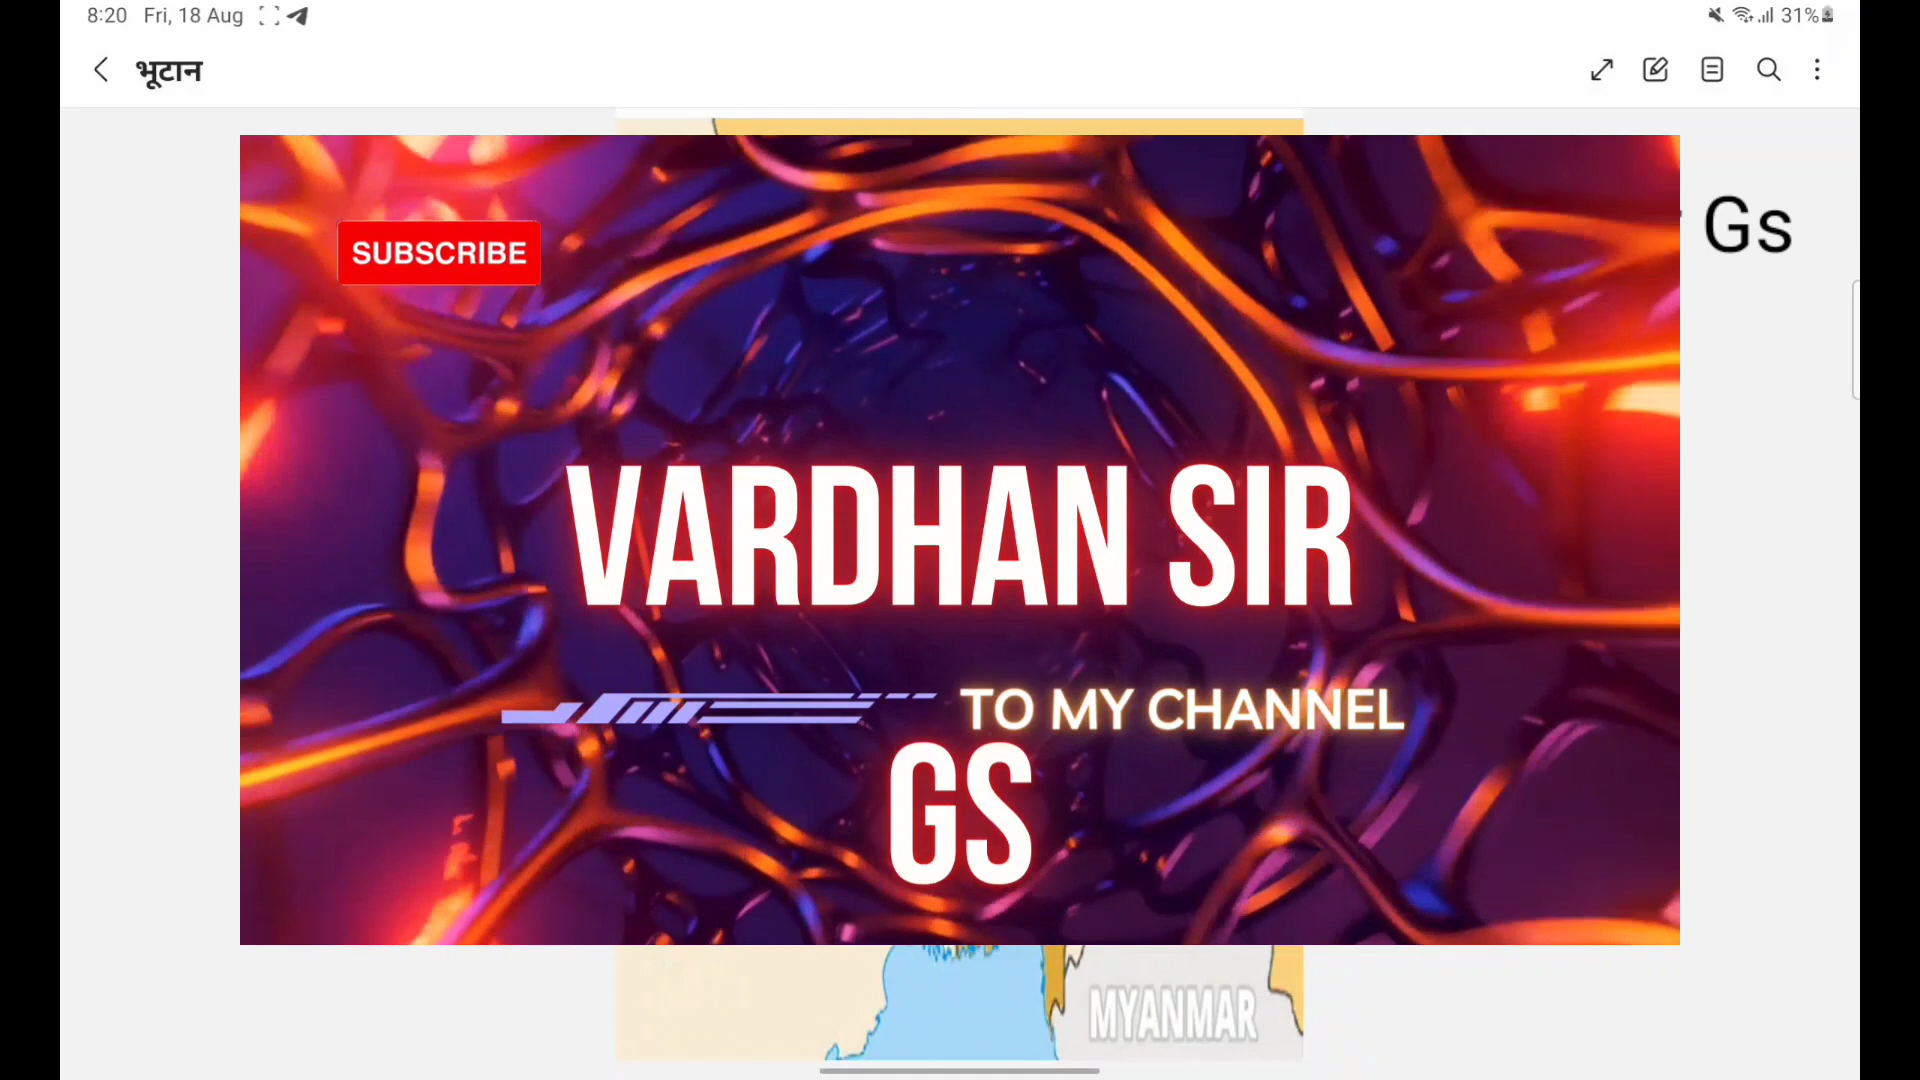 8:20 Fri, 18 Aug
31%
भूटान
Gs
SUBSCRIBE
VARDHAN SIR
TO MY CHANNEL
GS
MYANMAR